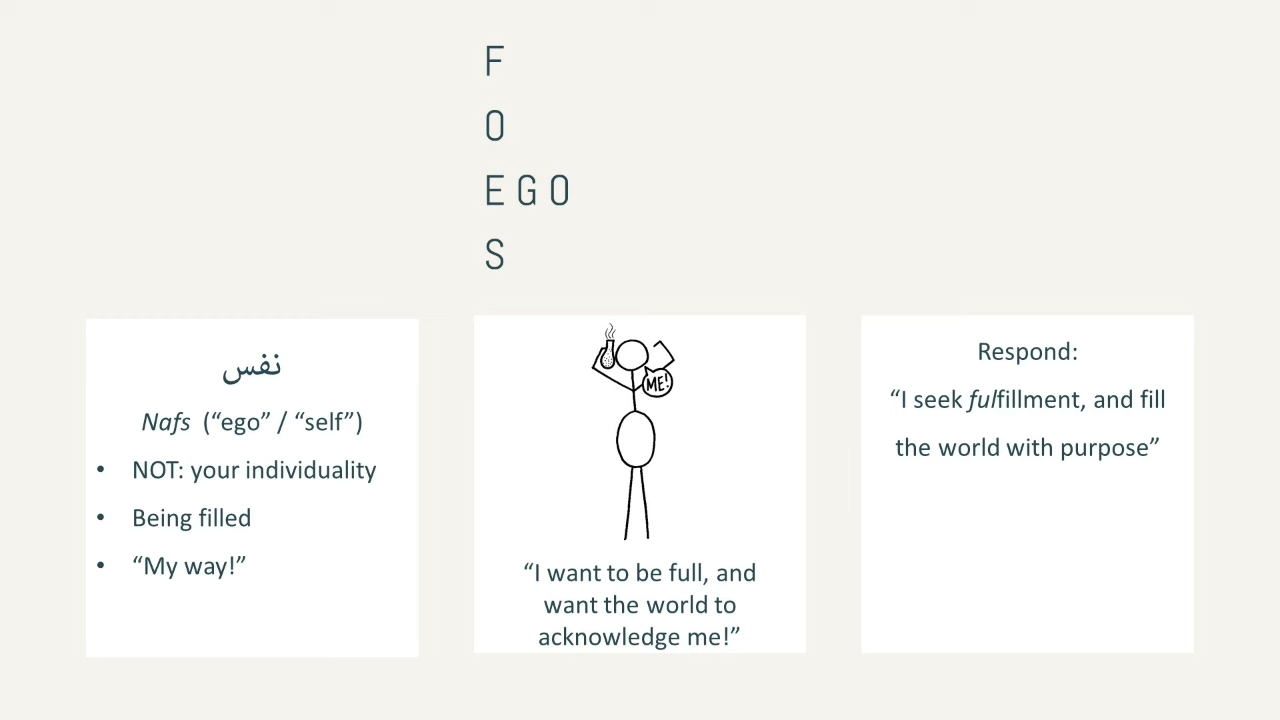 F
O
E G O
S
نفس
Nafs (“ego” / “self”)
• NOT: your individuality
• Being filled
• “My way!”
ME!
“I want to be full, and
want the world to
acknowledge me!”
Respond:
“I seek fulfillment, and fill
the world with purpose”